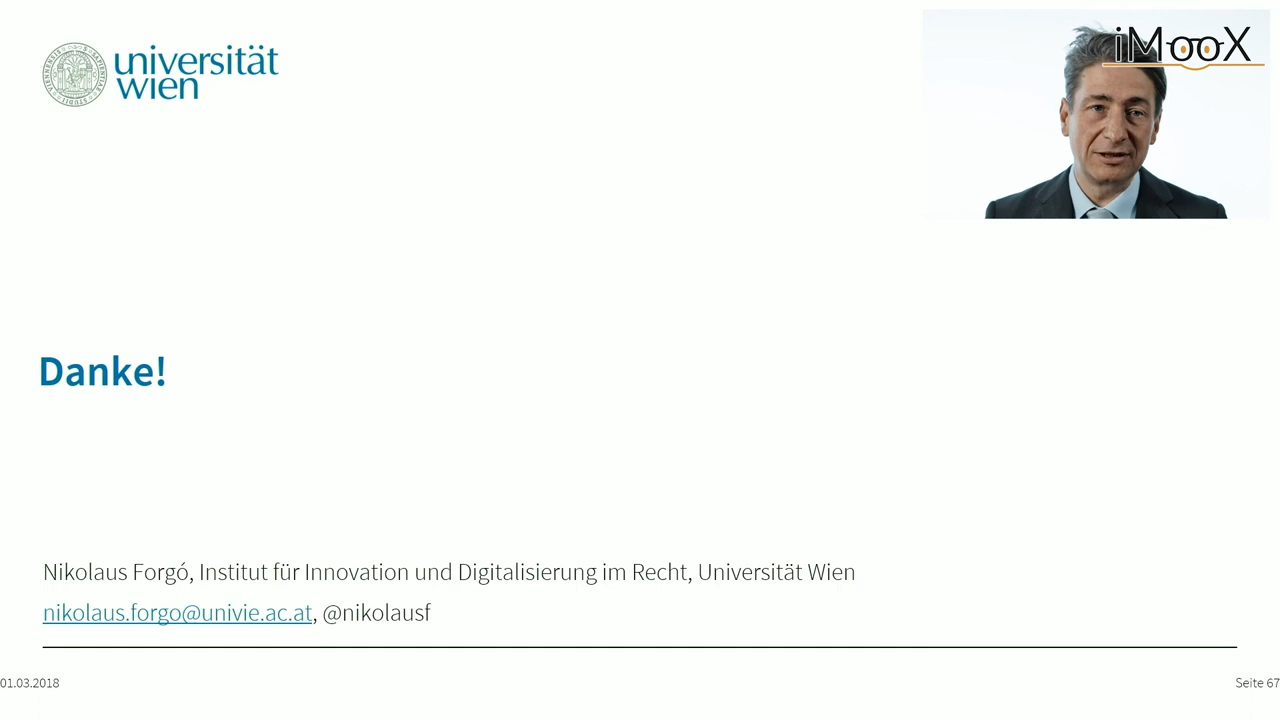 universität
wien
iMooX
Danke!
Nikolaus Forgó, Institut für Innovation und Digitalisierung im Recht, Universität Wien
nikolaus.forgo@univie.ac.at, @nikolausf
01.03.2018
Seite 67